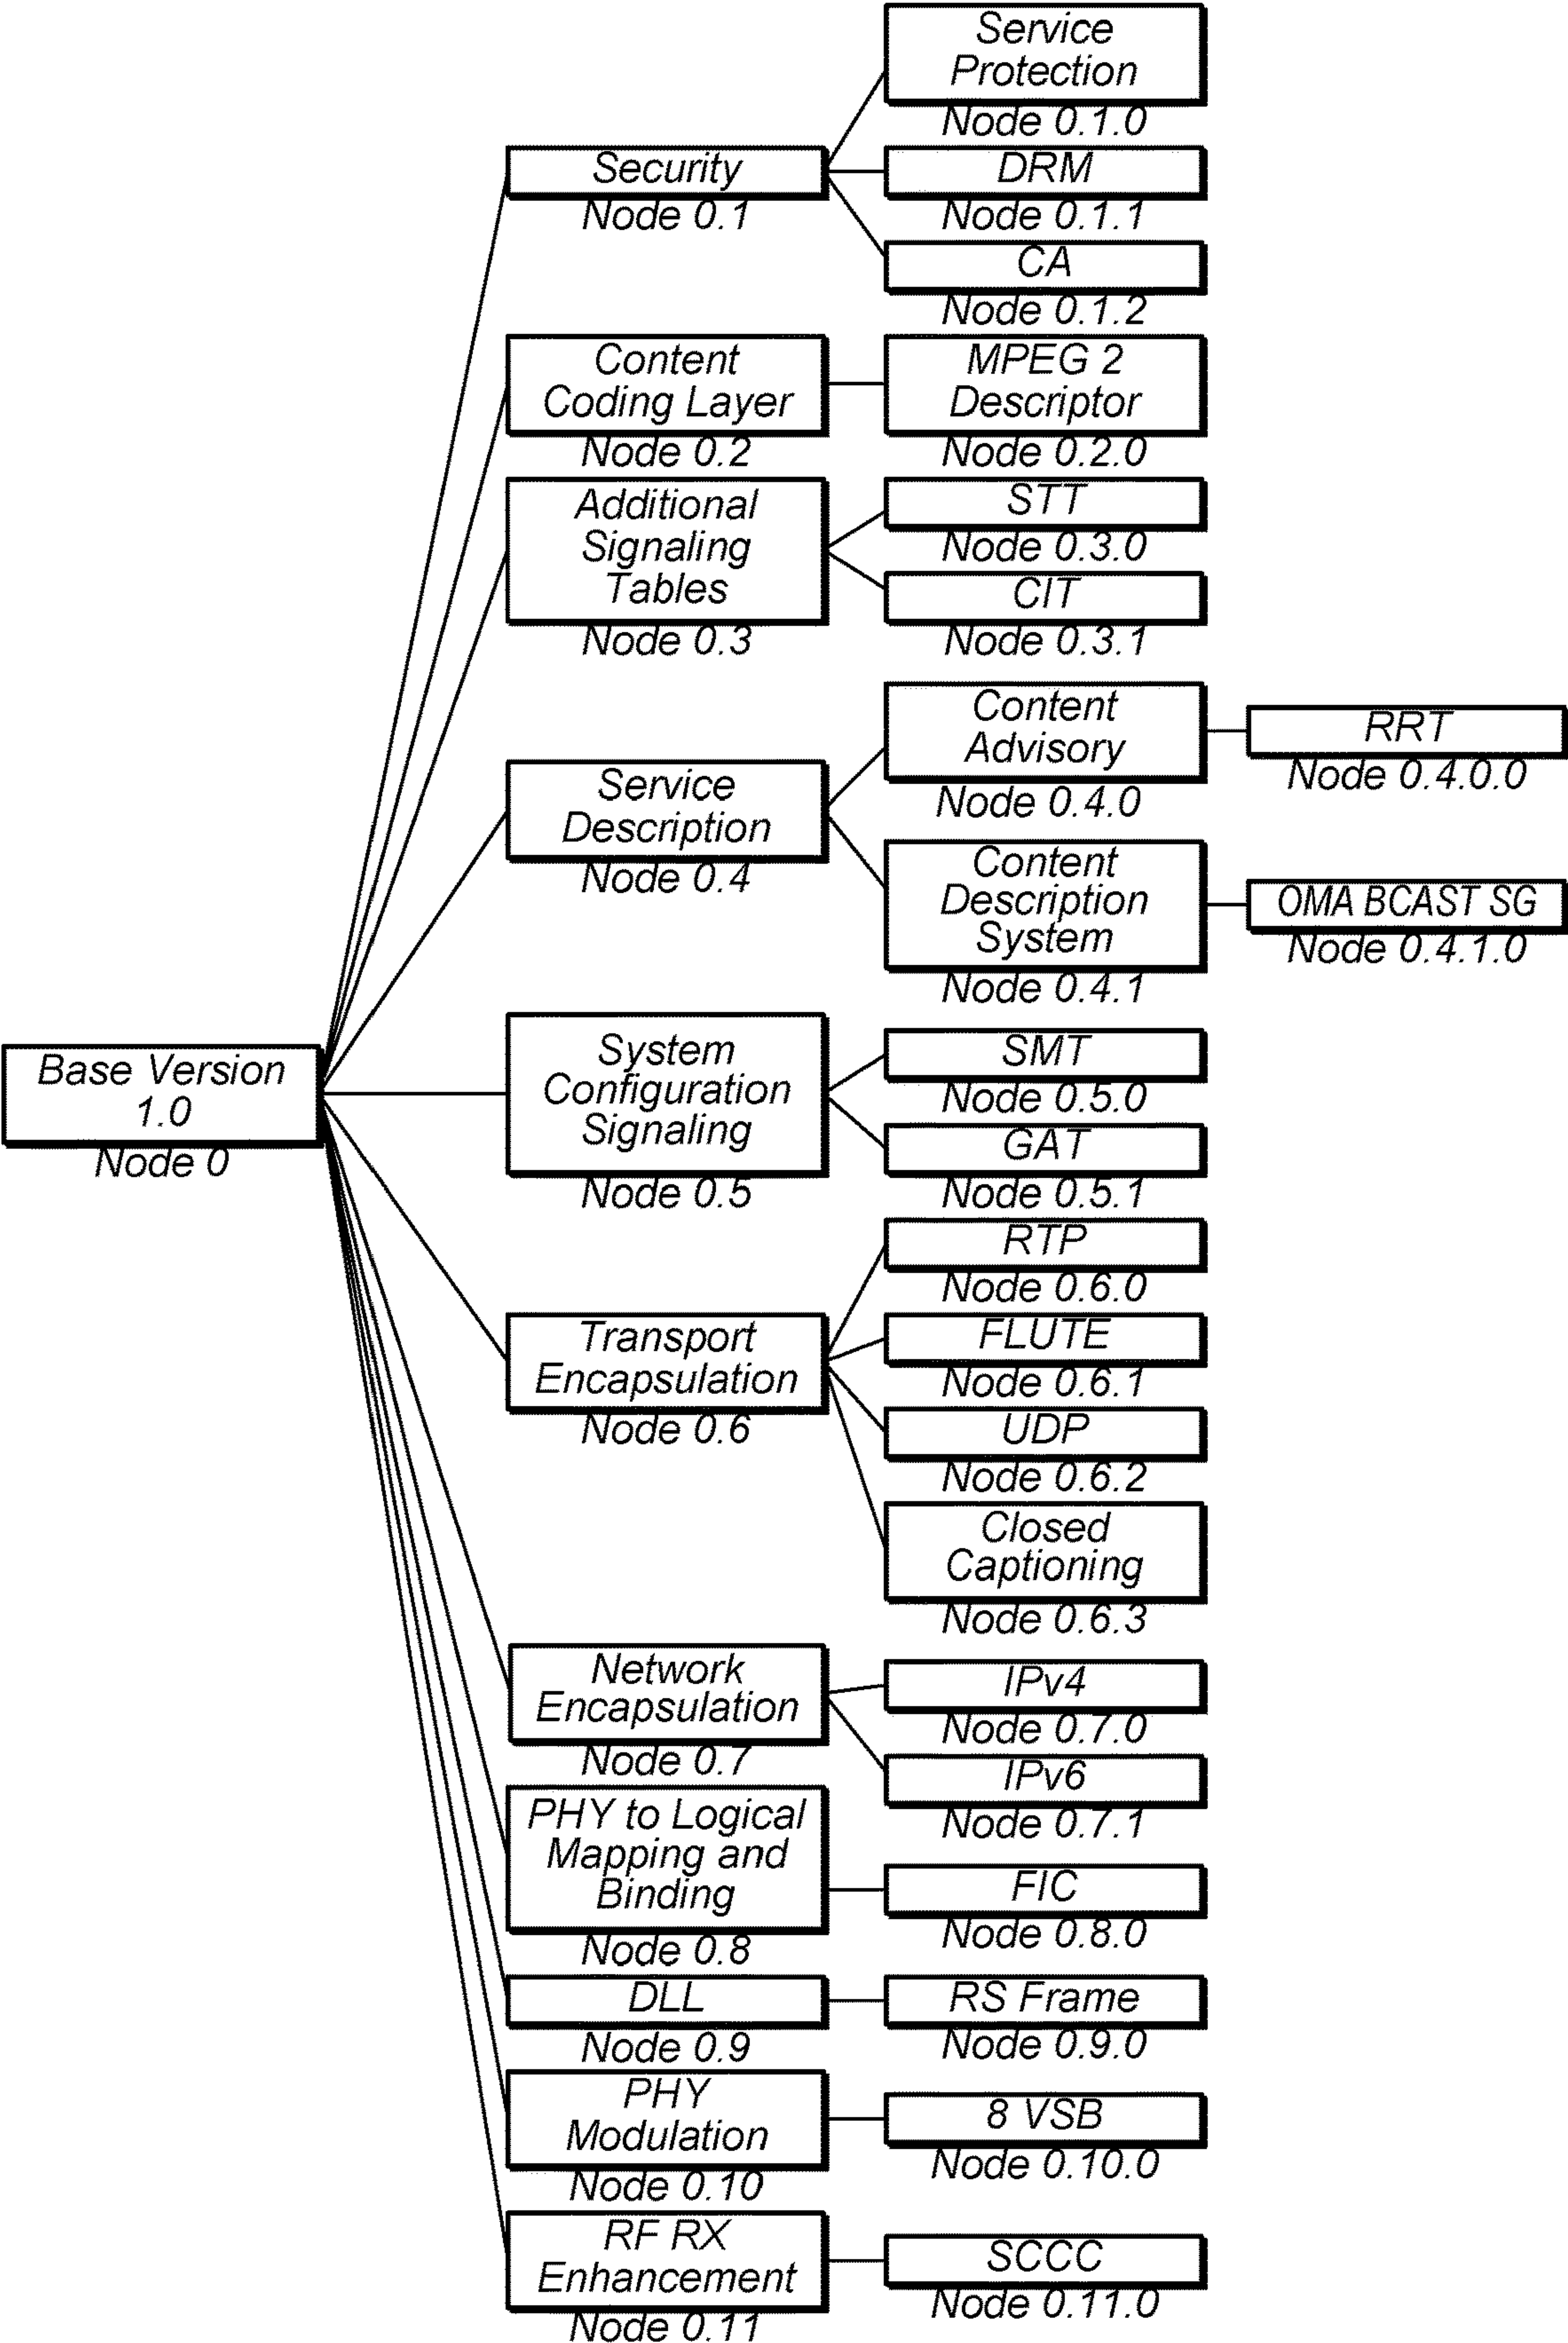 Service
Protection
Node 0.1.0
Security
Node 0.1
DRM
Node 0.1.1
CA
Node 0.1.2
Content
Coding Layer
Node 0.2
MPEG 2
Descriptor
Node 0.2.0
Additional
Signaling
Tables
Node 0.3
STT
Node 0.3.0
CIT
Node 0.3.1
Service
Description
Node 0.4
Content
Advisory
Node 0.4.0
RRT
Node 0.4.0.0
Content
Description
System
Node 0.4.1
OMA BCAST SG
Node 0.4.1.0
Base Version
1.0
Node 0
System
Configuration
Signaling
Node 0.5
SMT
Node 0.5.0
GAT
Node 0.5.1
Transport
Encapsulation
Node 0.6
RTP
Node 0.6.0
FLUTE
Node 0.6.1
UDP
Node 0.6.2
Closed
Captioning
Node 0.6.3
Network
Encapsulation
Node 0.7
IPv4
Node 0.7.0
IPv6
Node 0.7.1
PHY to Logical
Mapping and
Binding
Node 0.8
FIC
Node 0.8.0
DLL
Node 0.9
RS Frame
Node 0.9.0
PHY
Modulation
Node 0.10
8 VSB
Node 0.10.0
RF RX
Enhancement
Node 0.11
SCCC
Node 0.11.0